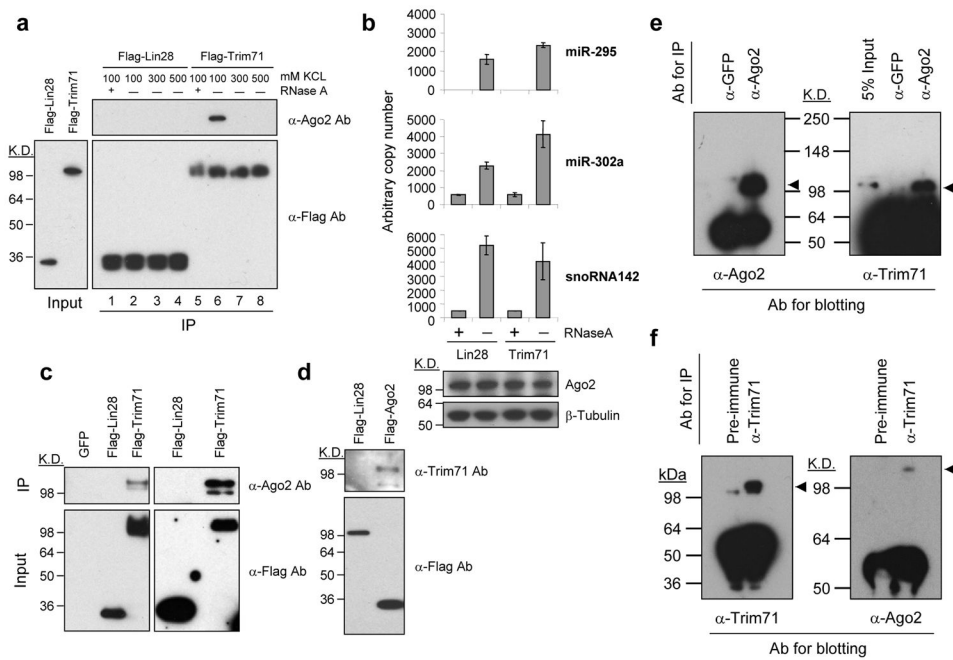 a
Flag-Lin28 Flag-Trim71
100 100 300 500 100 100 300 500 mM KCL
+ — — — + — — — RNase A
Flag-Lin28
Flag-Trim71
α-Ago2 Ab
K.D.
98
64
50
36
α-Flag Ab
Input
1 2 3 4 5 6 7 8
IP
b
Arbitrary copy number
4000
3000
2000
1000
0
miR-295
6000
5000
4000
3000
2000
1000
0
miR-302a
6000
5000
4000
3000
2000
1000
0
snoRNA142
+ — + — RNaseA
Lin28 Trim71
K.D.
98
Ago2
64
50
β-Tubulin
c
GFP
Flag-Lin28
Flag-Trim71
Flag-Lin28
Flag-Trim71
K.D.
IP
98
α-Ago2 Ab
Input
98
64
50
36
α-Flag Ab
d
Flag-Lin28
Flag-Ago2
K.D.
98
α-Trim71 Ab
98
64
50
36
α-Flag Ab
e
Ab for IP
α-GFP
α-Ago2
K.D.
5% Input
α-GFP
α-Ago2
250
148
98
64
50
α-Ago2 α-Trim71
Ab for blotting
f
Ab for IP
Pre-immune
α-Trim71
Pre-immune
α-Trim71
kDa
98
64
50
36
K.D.
98
64
50
α-Trim71 α-Ago2
Ab for blotting